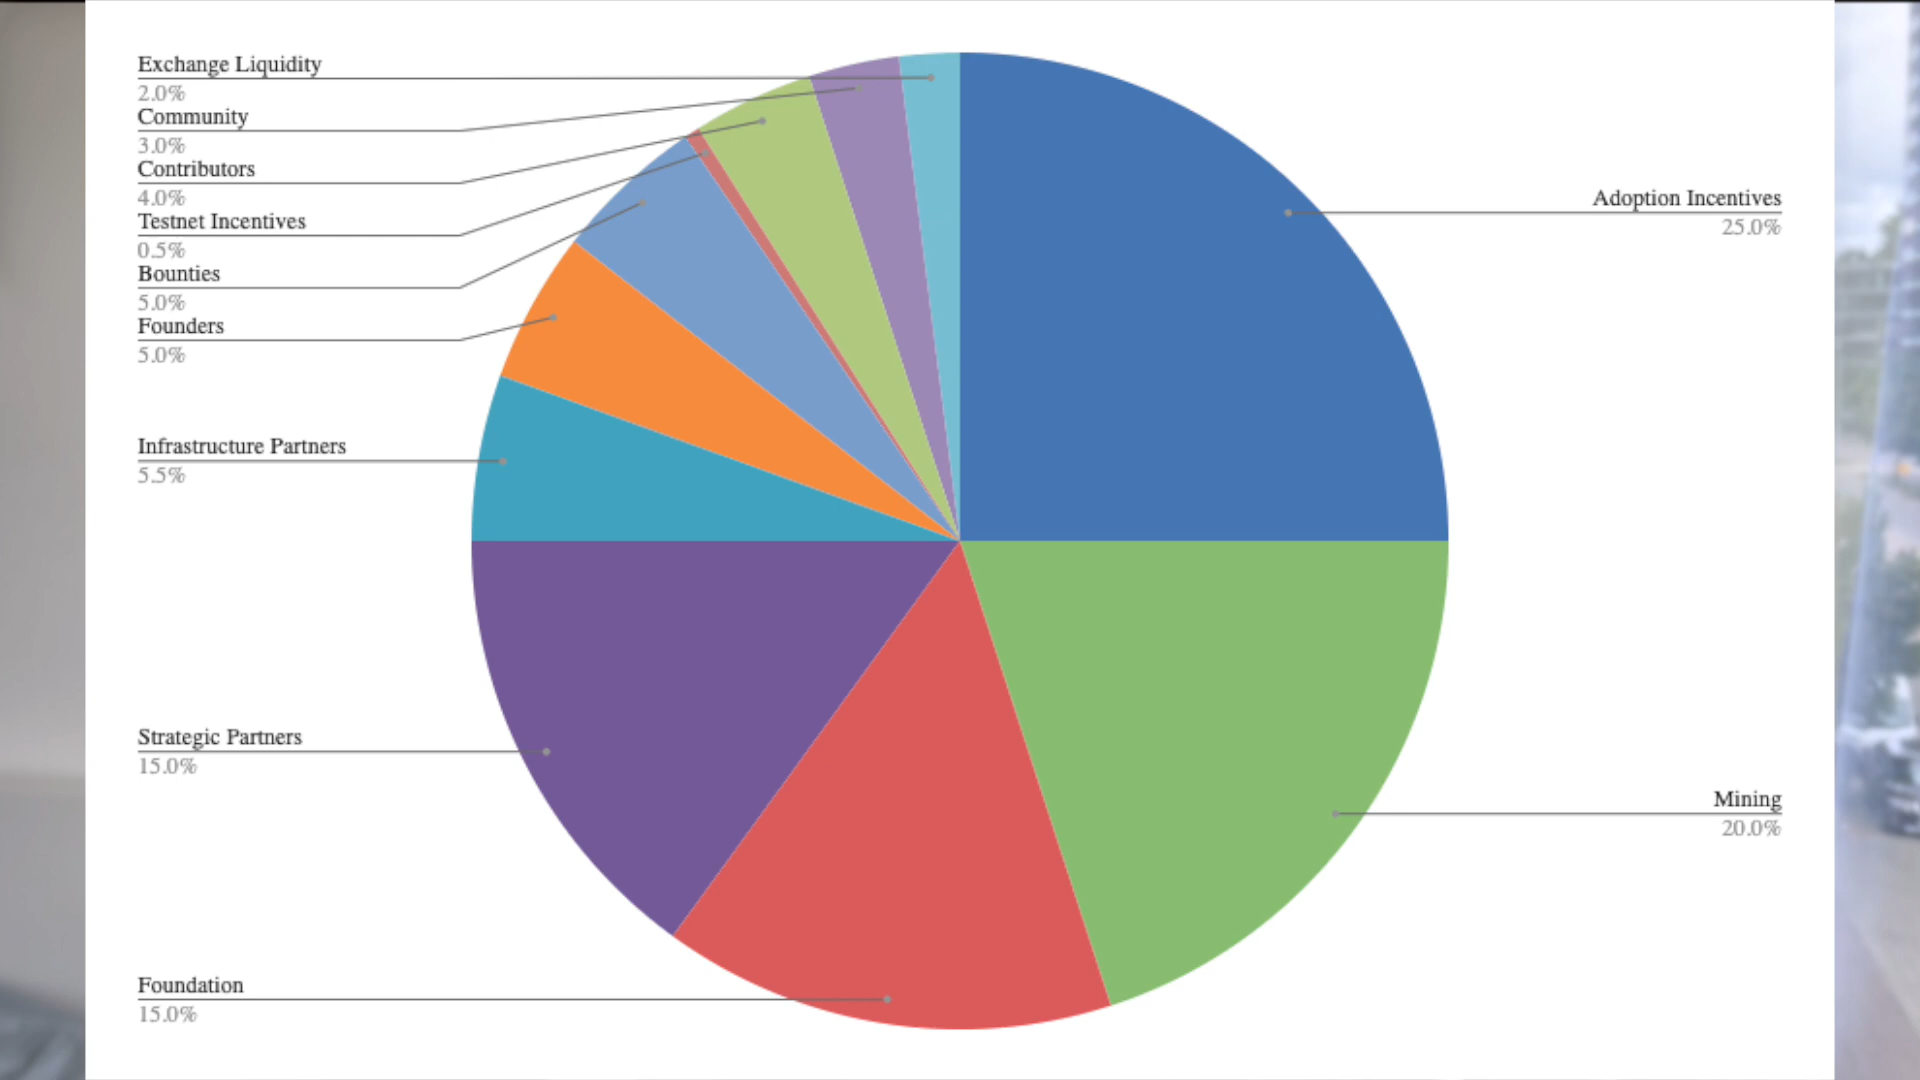 Exchange Liquidity
2.0%
Community
3.0%
Contributors
4.0%
Testnet Incentives
0.5%
Bounties
5.0%
Founders
5.0%
Infrastructure Partners
5.5%
Strategic Partners
15.0%
Foundation
15.0%
Adoption Incentives
25.0%
Mining
20.0%